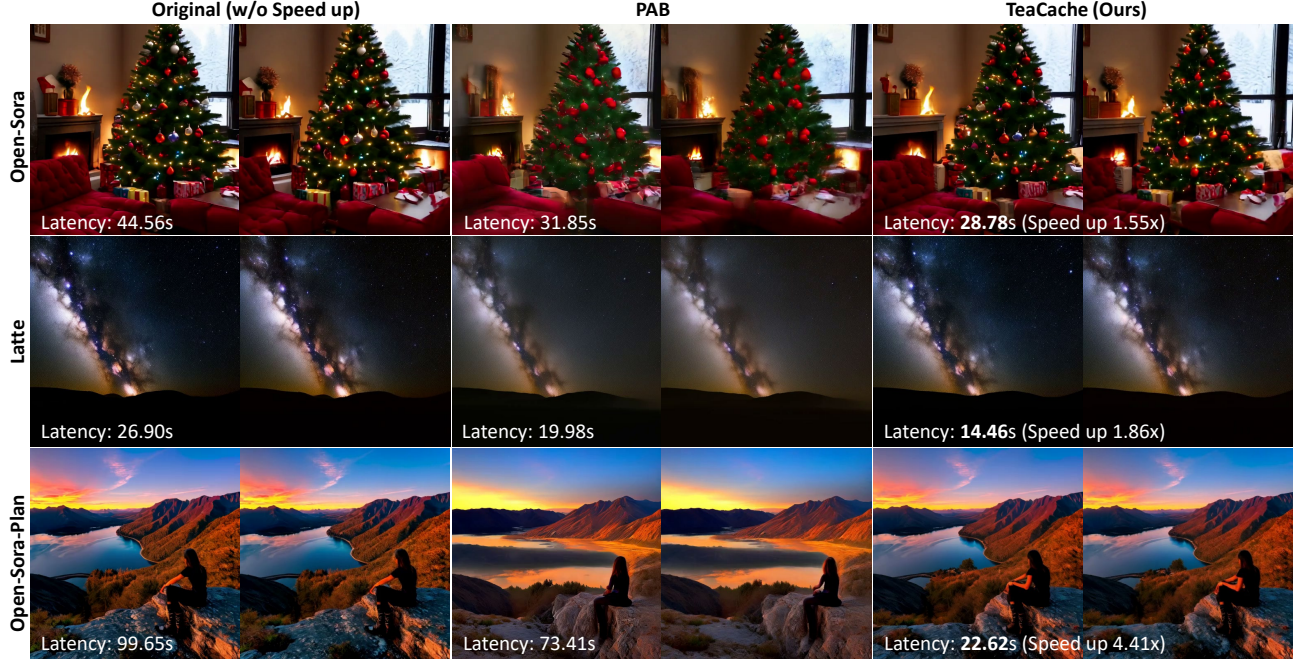 Original (w/o Speed up)
PAB
TeaCache (Ours)
Open-Sora
Latency: 44.56s
Latency: 31.85s
Latency: 28.78s (Speed up 1.55x)
Latte
Latency: 26.90s
Latency: 19.98s
Latency: 14.46s (Speed up 1.86x)
Open-Sora-Plan
Latency: 99.65s
Latency: 73.41s
Latency: 22.62s (Speed up 4.41x)